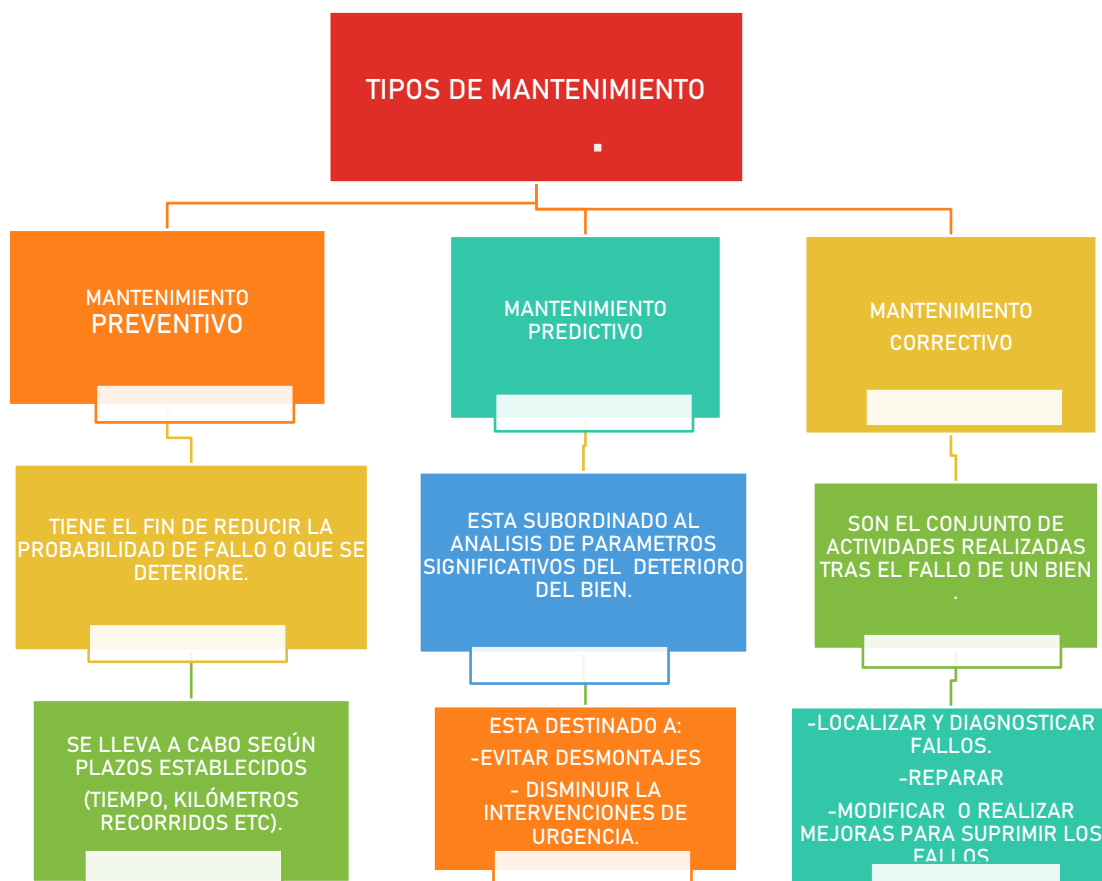 TIPOS DE MANTENIMIENTO
.
MANTENIMIENTO
PREVENTIVO
MANTENIMIENTO
PREDICTIVO
MANTENIMIENTO
CORRECTIVO
TIENE EL FIN DE REDUCIR LA
PROBABILIDAD DE FALLO O QUE SE
DETERIORE.
ESTA SUBORDINADO AL
ANALISIS DE PARAMETROS
SIGNIFICATIVOS DEL DETERIORO
DEL BIEN.
SON EL CONJUNTO DE
ACTIVIDADES REALIZADAS
TRAS EL FALLO DE UN BIEN
.
SE LLEVA A CABO SEGÚN
PLAZOS ESTABLECIDOS
(TIEMPO, KILÓMETROS
RECORRIDOS ETC).
ESTA DESTINADO A:
-EVITAR DESMONTAJES
- DISMINUIR LA
INTERVENCIONES DE
URGENCIA.
-LOCALIZAR Y DIAGNOSTICAR
FALLOS.
-REPARAR
-MODIFICAR O REALIZAR
MEJORAS PARA SUPRIMIR LOS
FALLOS